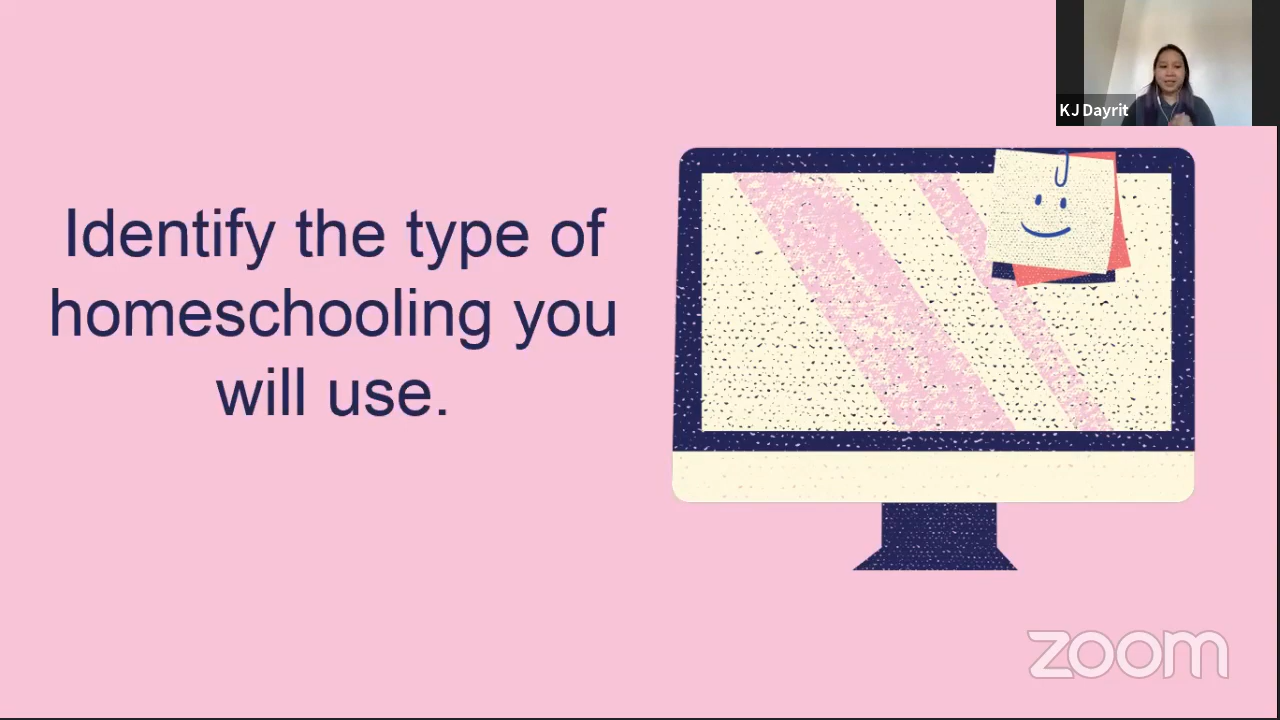 KJ Dayrit
Identify the type of
homeschooling you
will use.
zoom